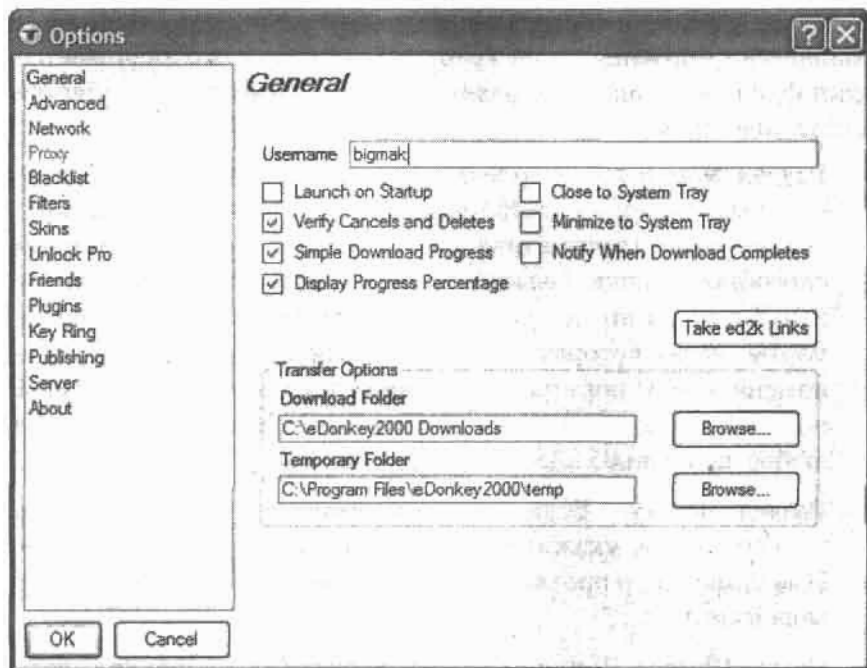 Options
General
Advanced
Network
Proxy
Blacklist
Filters
Skins
Unlock Pro
Friends
Plugins
Key Ring
Publishing
Server
About
General
Username bigmak
Launch on Startup Close to System Tray
Verify Cancels and Deletes Minimize to System Tray
Simple Download Progress Notify When Download Completes
Display Progress Percentage
Take ed2k Links
Transfer Options
Download Folder
C:\eDonkey2000 Downloads Browse...
Temporary Folder
C:\Program Files\eDonkey2000\temp Browse...
OK Cancel